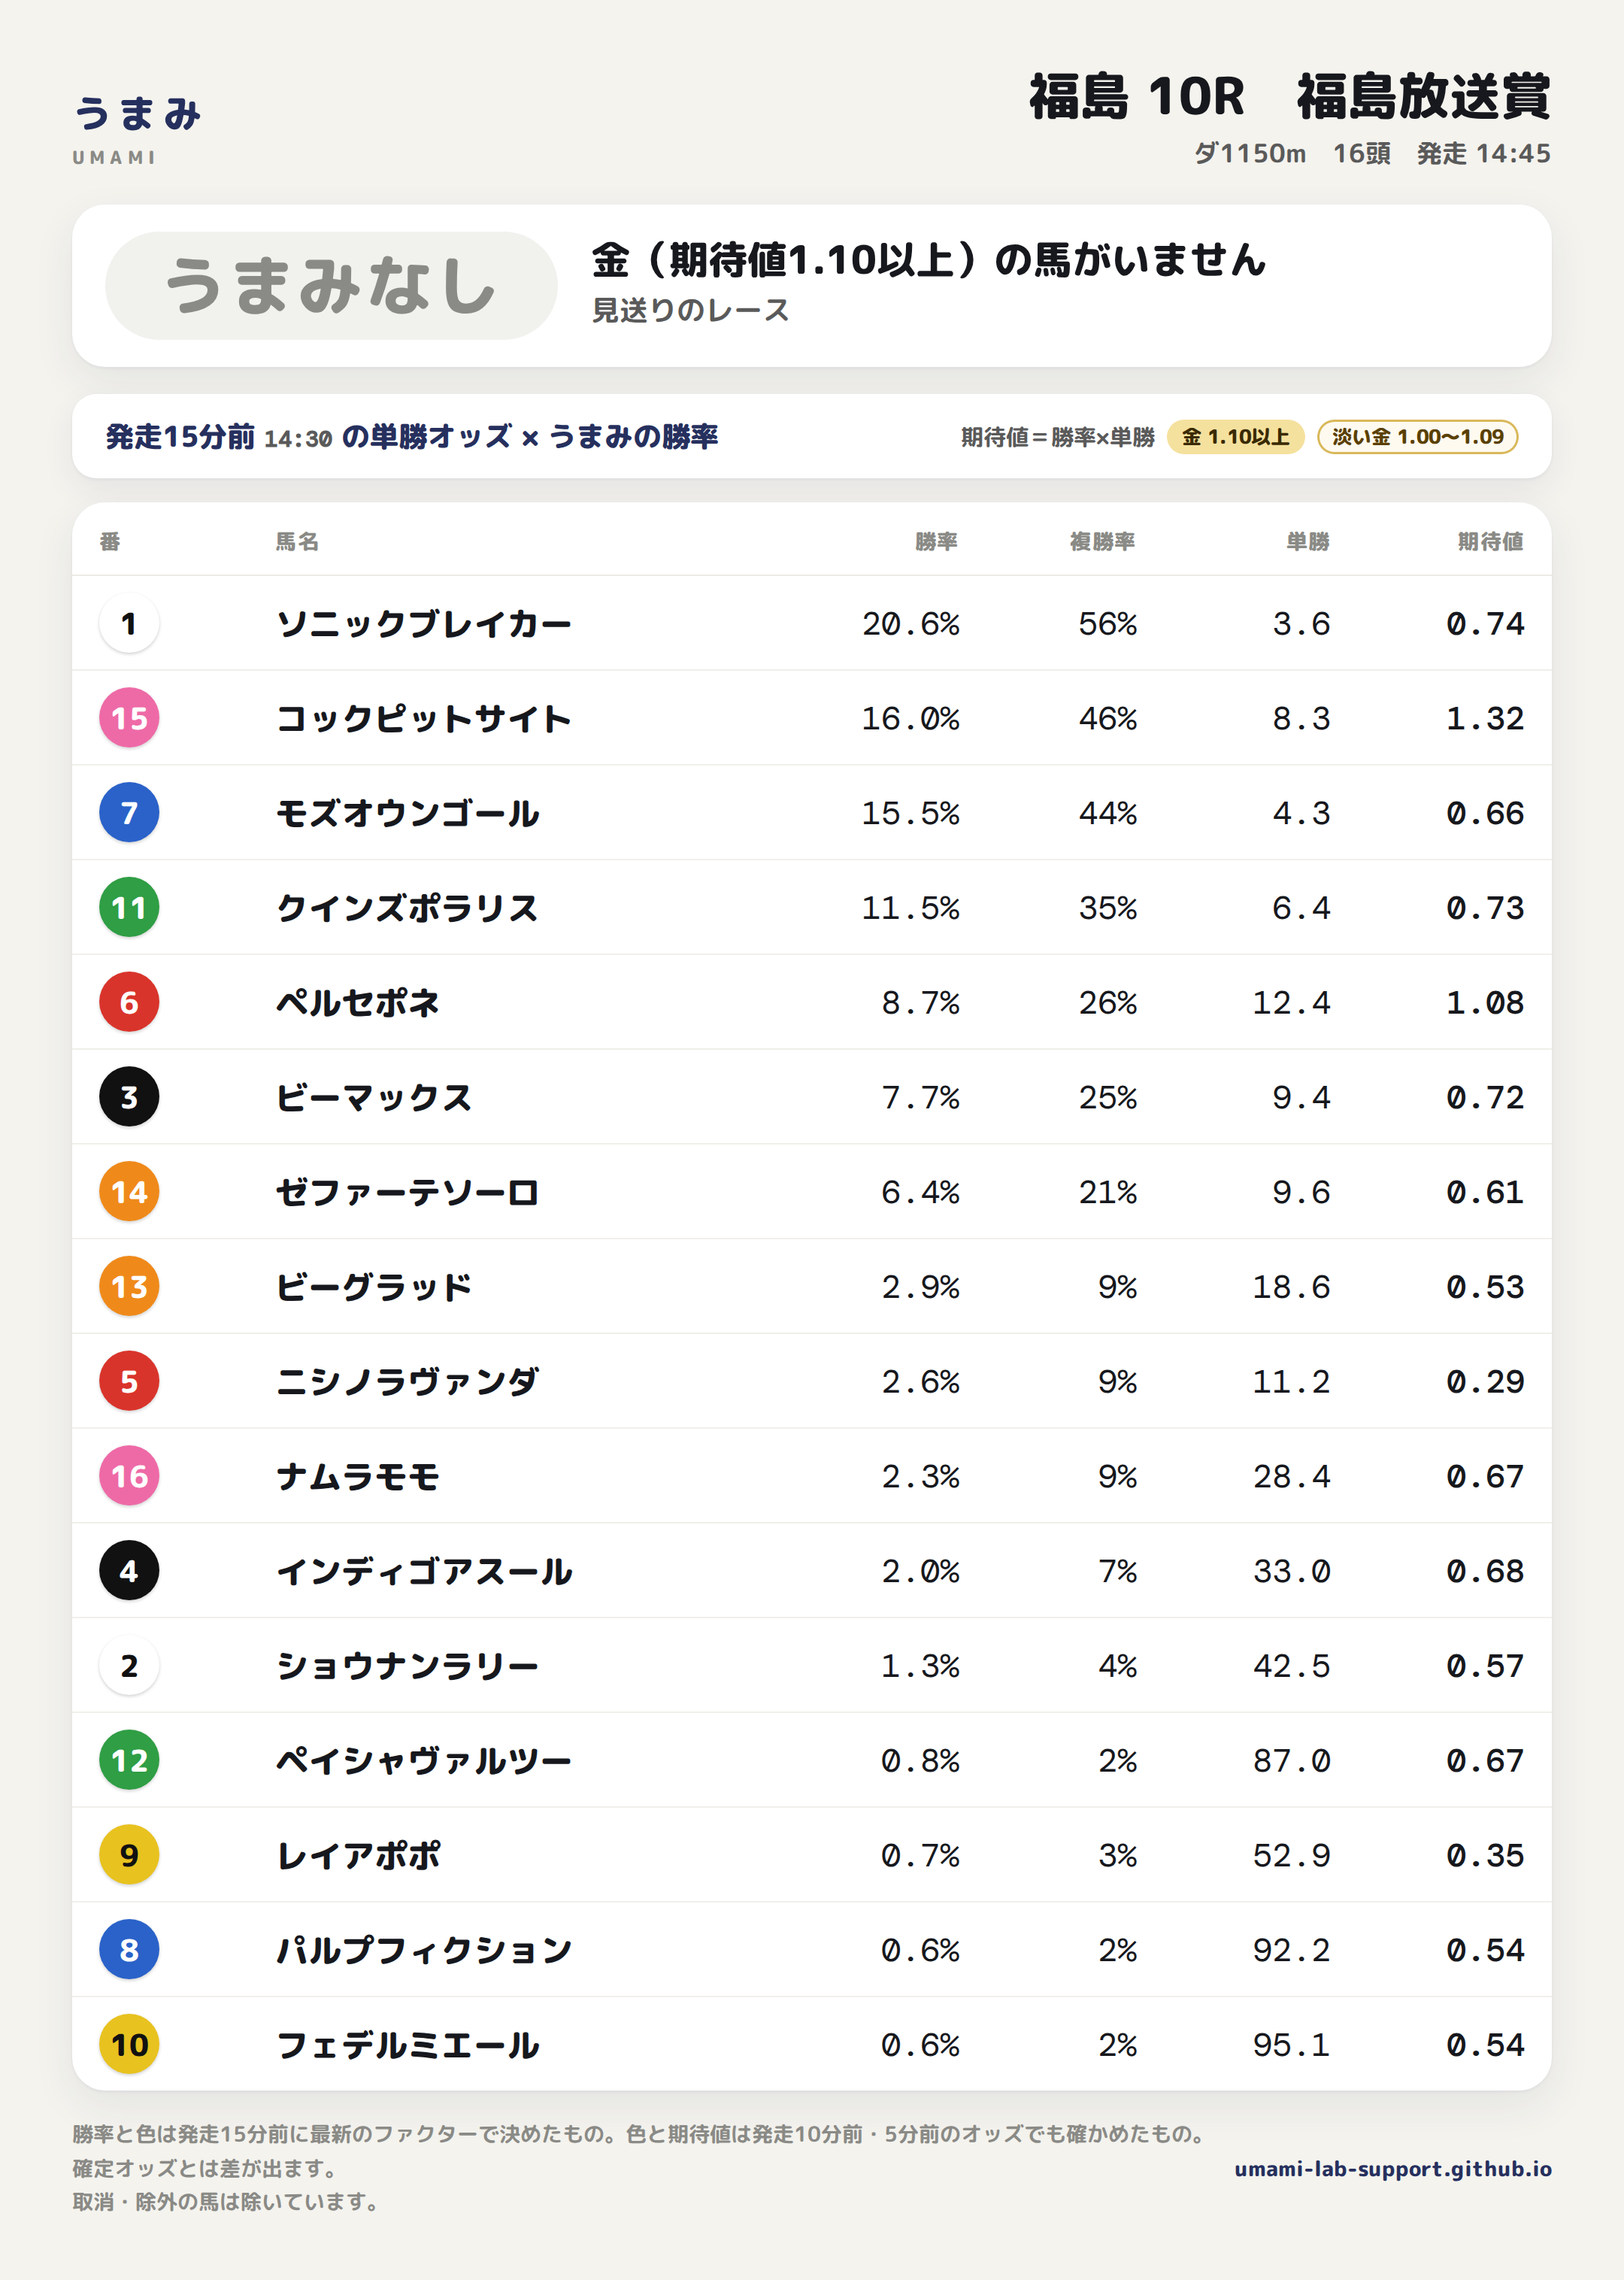 うまみ
UMAMI
福島 10R　福島放送賞
ダ1150m　16頭　発走 14:45
うまみなし
金（期待値1.10以上）の馬がいません
見送りのレース
発走15分前 14:30 の単勝オッズ × うまみの勝率
期待値＝勝率×単勝 金 1.10以上 淡い金 1.00〜1.09
番 馬名 勝率 複勝率 単勝 期待値
1 ソニックブレイカー 20.6% 56% 3.6 0.74
15 コックピットサイト 16.0% 46% 8.3 1.32
7 モズオウンゴール 15.5% 44% 4.3 0.66
11 クインズポラリス 11.5% 35% 6.4 0.73
6 ペルセポネ 8.7% 26% 12.4 1.08
3 ビーマックス 7.7% 25% 9.4 0.72
14 ゼファーテソーロ 6.4% 21% 9.6 0.61
13 ビーグラッド 2.9% 9% 18.6 0.53
5 ニシノラヴァンダ 2.6% 9% 11.2 0.29
16 ナムラモモ 2.3% 9% 28.4 0.67
4 インディゴアスール 2.0% 7% 33.0 0.68
2 ショウナンラリー 1.3% 4% 42.5 0.57
12 ペイシャヴァルツー 0.8% 2% 87.0 0.67
9 レイアポポ 0.7% 3% 52.9 0.35
8 パルプフィクション 0.6% 2% 92.2 0.54
10 フェデルミエール 0.6% 2% 95.1 0.54
勝率と色は発走15分前に最新のファクターで決めたもの。色と期待値は発走10分前・5分前のオッズでも確かめたもの。
確定オッズとは差が出ます。
取消・除外の馬は除いています。
umami-lab-support.github.io